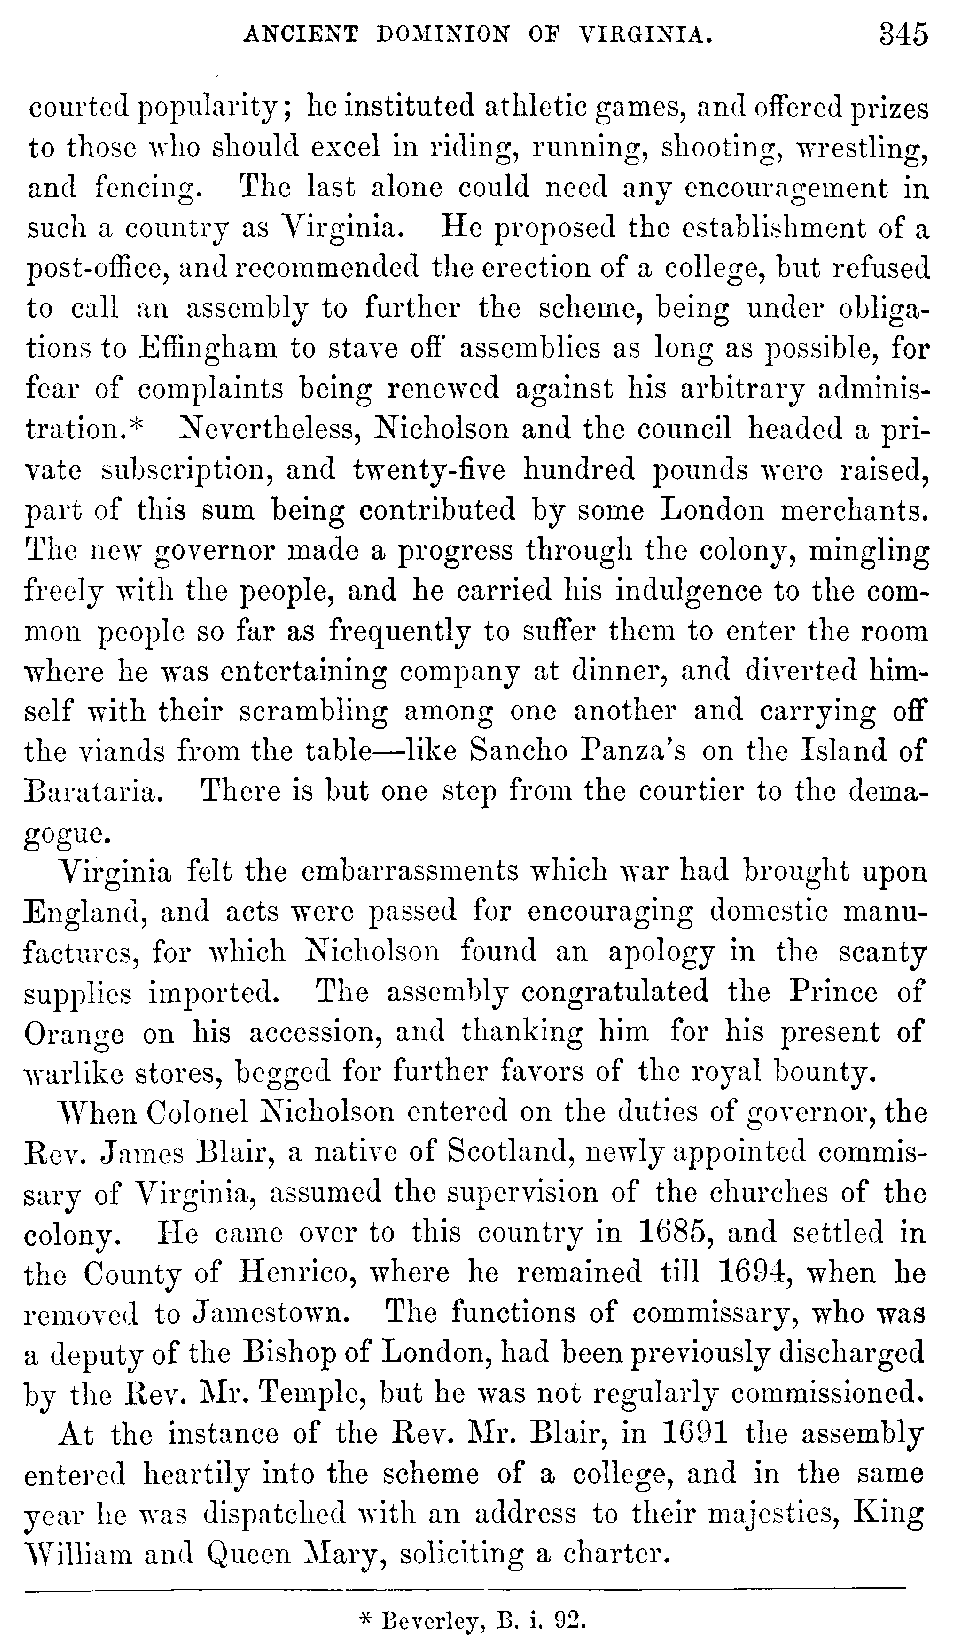 ANCIENT DOMINION OF VIRGINIA. 345
courted popularity; he instituted athletic games, and offered prizes
to those who should excel in riding, running, shooting, wrestling,
and fencing. The last alone could need any encouragement in
such a country as Virginia. He proposed the establishment of a
post-office, and recommended the erection of a college, but refused
to call an assembly to further the scheme, being under obliga-
tions to Effingham to stave off assemblies as long as possible, for
fear of complaints being renewed against his arbitrary adminis-
tration.* Nevertheless, Nicholson and the council headed a pri-
vate subscription, and twenty-five hundred pounds were raised,
part of this sum being contributed by some London merchants.
The new governor made a progress through the colony, mingling
freely with the people, and he carried his indulgence to the com-
mon people so far as frequently to suffer them to enter the room
where he was entertaining company at dinner, and diverted him-
self with their scrambling among one another and carrying off
the viands from the table—like Sancho Panza's on the Island of
Barataria. There is but one step from the courtier to the dema-
gogue.
Virginia felt the embarrassments which war had brought upon
England, and acts were passed for encouraging domestic manu-
factures, for which Nicholson found an apology in the scanty
supplies imported. The assembly congratulated the Prince of
Orange on his accession, and thanking him for his present of
warlike stores, begged for further favors of the royal bounty.
When Colonel Nicholson entered on the duties of governor, the
Rev. James Blair, a native of Scotland, newly appointed commis-
sary of Virginia, assumed the supervision of the churches of the
colony. He came over to this country in 1685, and settled in
the County of Henrico, where he remained till 1694, when he
removed to Jamestown. The functions of commissary, who was
a deputy of the Bishop of London, had been previously discharged
by the Rev. Mr. Temple, but he was not regularly commissioned.
At the instance of the Rev. Mr. Blair, in 1691 the assembly
entered heartily into the scheme of a college, and in the same
year he was dispatched with an address to their majesties, King
William and Queen Mary, soliciting a charter.
* Beverley, B. i. 92.